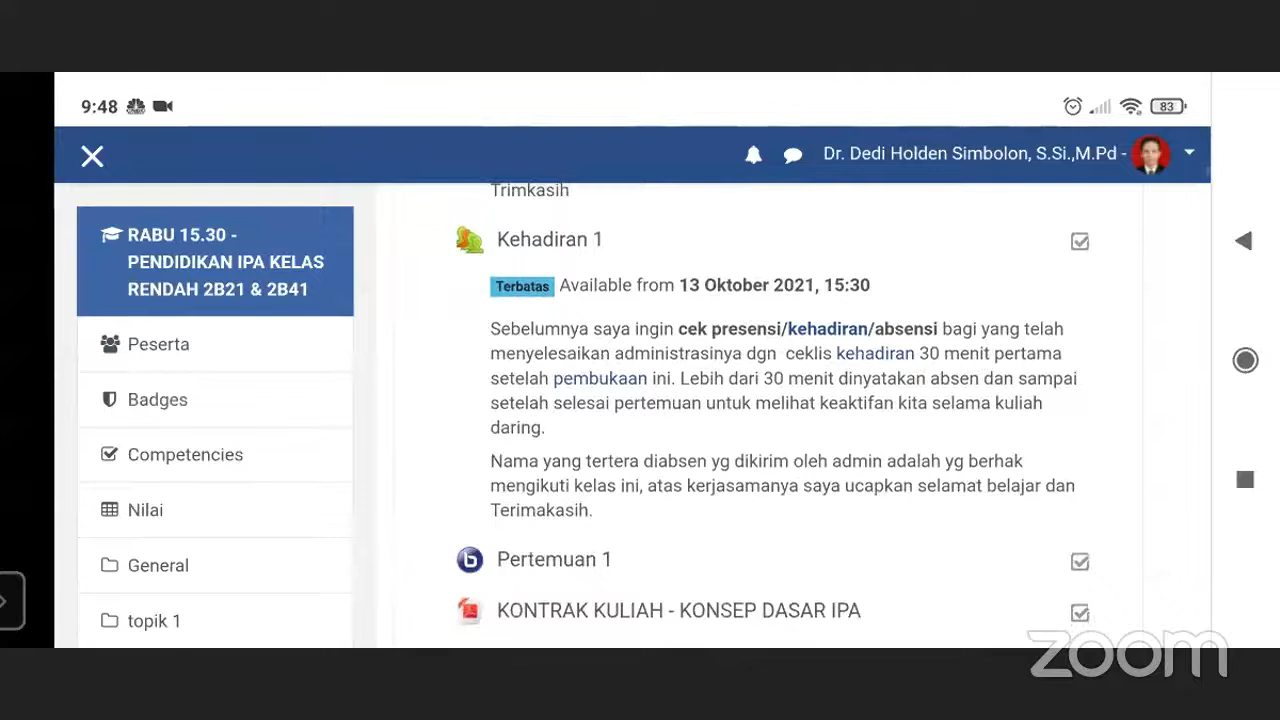 9:48
83
Dr. Dedi Holden Simbolon, S.Si.,M.Pd -
RABU 15.30 -
PENDIDIKAN IPA KELAS
RENDAH 2B21 & 2B41
Peserta
Badges
Competencies
Nilai
General
topik 1
Trimkasih
Kehadiran 1
Terbatas Available from 13 Oktober 2021, 15:30
Sebelumnya saya ingin cek presensi/kehadiran/absensi bagi yang telah
menyelesaikan administrasinya dgn ceklis kehadiran 30 menit pertama
setelah pembukaan ini. Lebih dari 30 menit dinyatakan absen dan sampai
setelah selesai pertemuan untuk melihat keaktifan kita selama kuliah
daring.
Nama yang tertera diabsen yg dikirim oleh admin adalah yg berhak
mengikuti kelas ini, atas kerjasamanya saya ucapkan selamat belajar dan
Terimakasih.
Pertemuan 1
KONTRAK KULIAH - KONSEP DASAR IPA
zoom